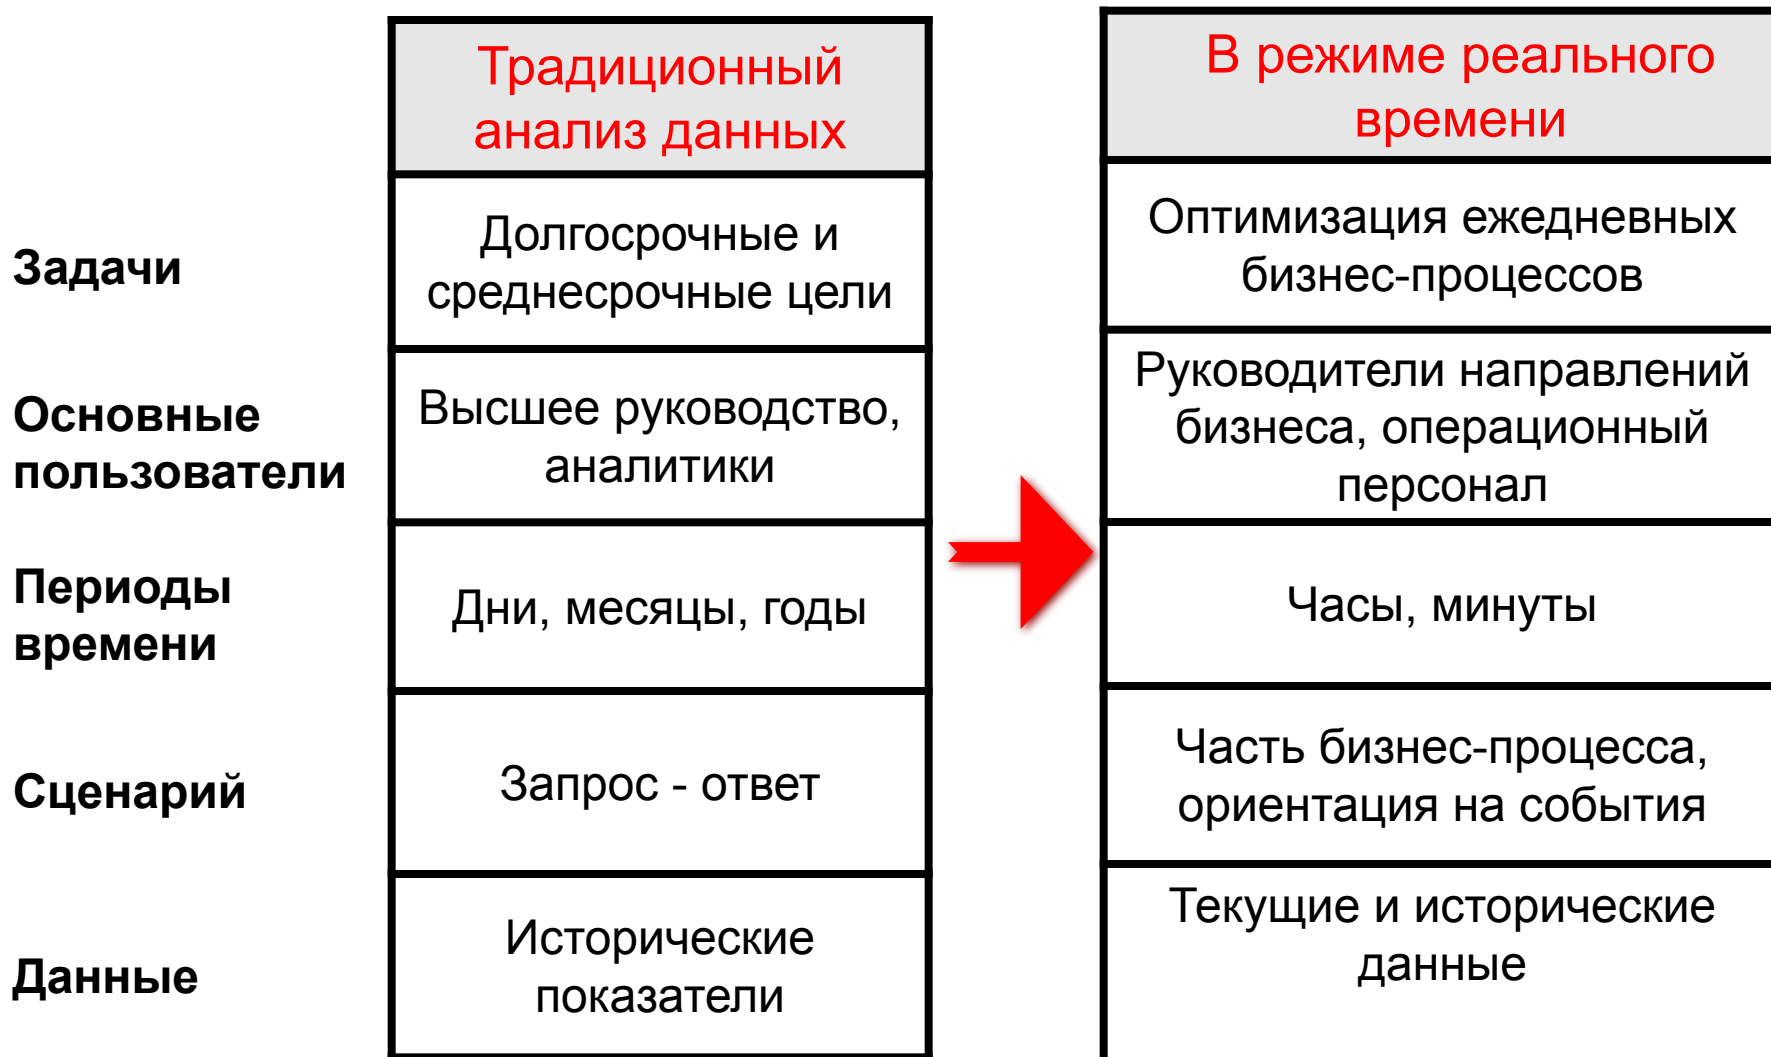 Традиционный
анализ данных
В режиме реального
времени
Задачи
Долгосрочные и
среднесрочные цели
Оптимизация ежедневных
бизнес-процессов
Основные
пользователи
Высшее руководство,
аналитики
Руководители направлений
бизнеса, операционный
персонал
Периоды
времени
Дни, месяцы, годы
Часы, минуты
Сценарий
Запрос - ответ
Часть бизнес-процесса,
ориентация на события
Данные
Исторические
показатели
Текущие и исторические
данные